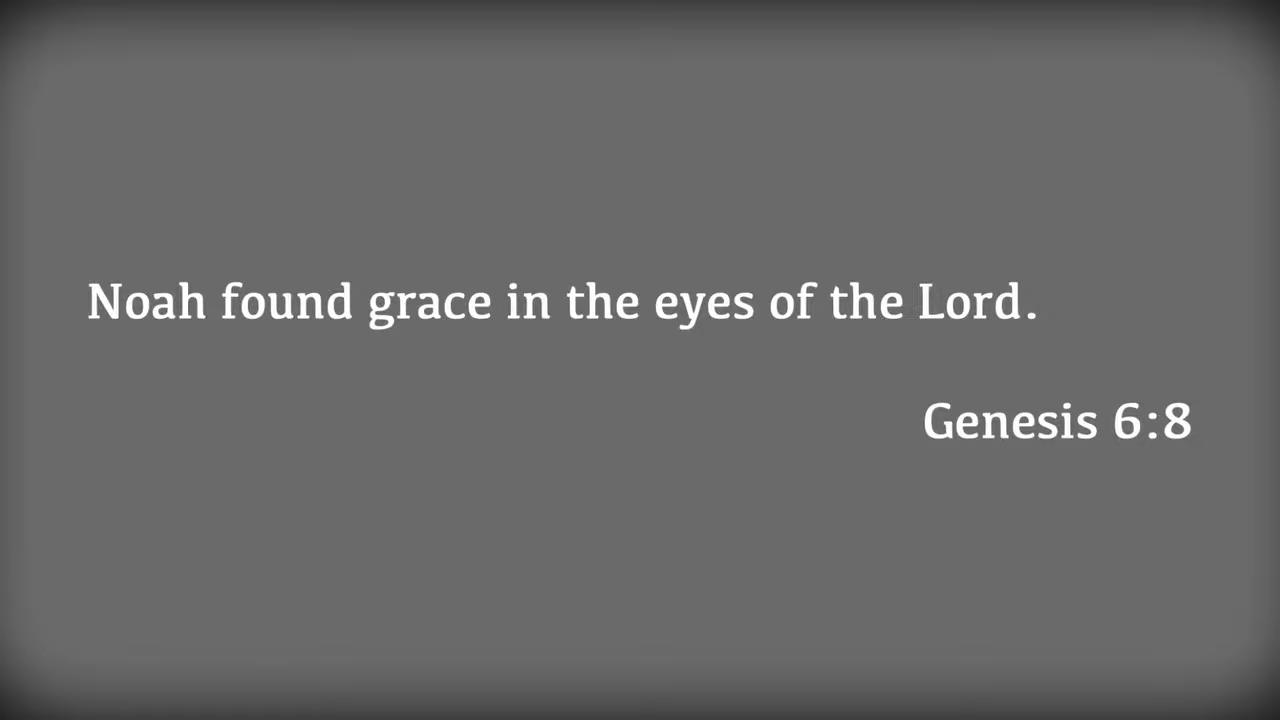 Noah found grace in the eyes of the Lord.
Genesis 6:8